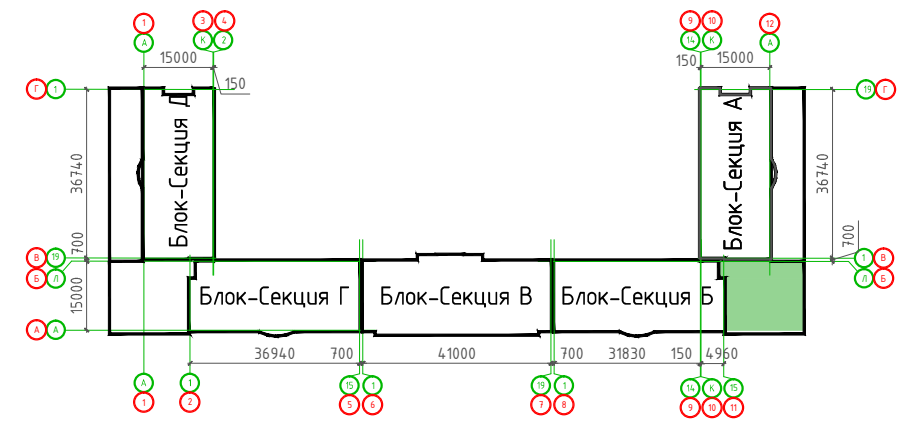 1 3 4 9 10 12
А К 2 14 К А
15000 150 15000
150
Г 1 19 Г
Блок-Секция Д
Блок-Секция А
36740
36740
700
700
В 19 1 В
Б Л Л Б
15000
Блок-Секция Г Блок-Секция В Блок-Секция Б
А А
36940 700 41000 700 31830 150 4960
А 1 15 1 19 1 14 К 15
1 2 5 6 7 8 9 10 11